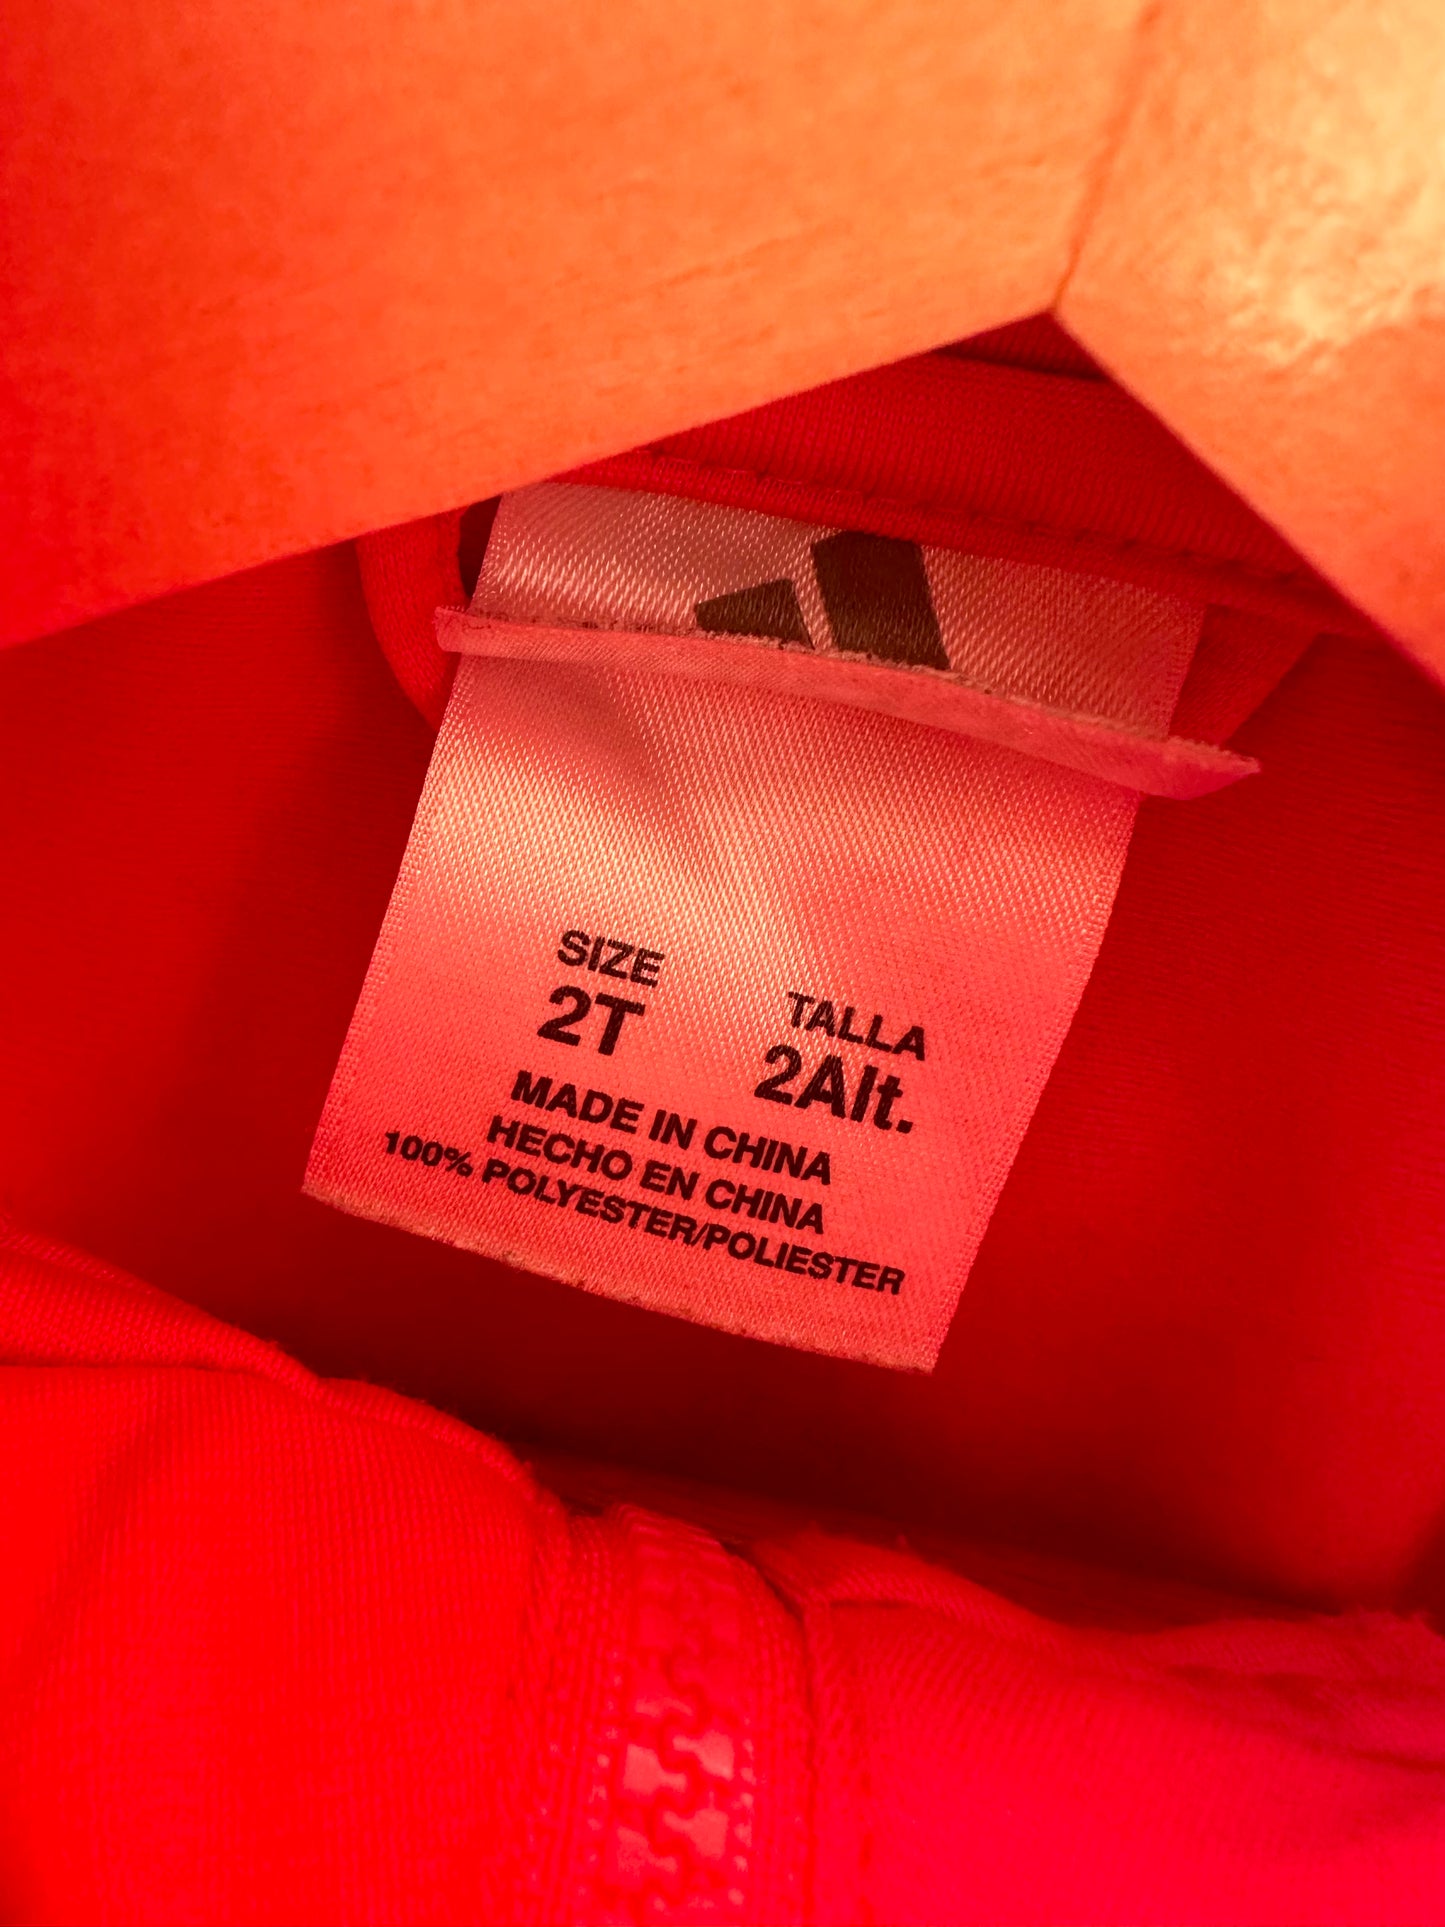 SIZE
2T
TALLA
2Alt.
MADE IN CHINA
HECHO EN CHINA
100% POLYESTER/POLIESTER